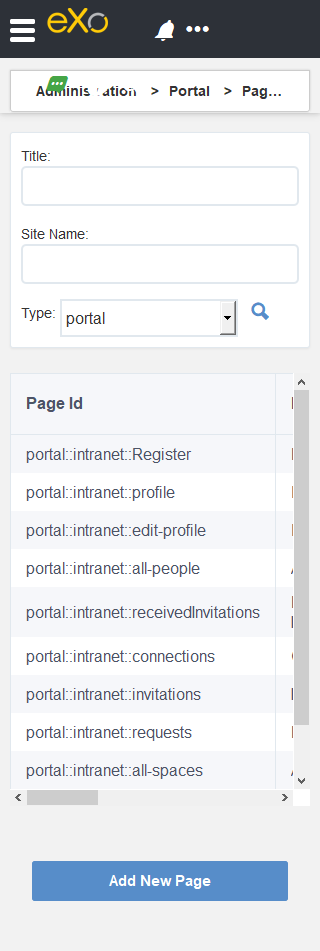 eXo
Administration > Portal > Pag...
Title:
Site Name:
Type: portal
Page Id
portal::intranet::Register
portal::intranet::profile
portal::intranet::edit-profile
portal::intranet::all-people
portal::intranet::receivedInvitations
portal::intranet::connections
portal::intranet::invitations
portal::intranet::requests
portal::intranet::all-spaces
Add New Page